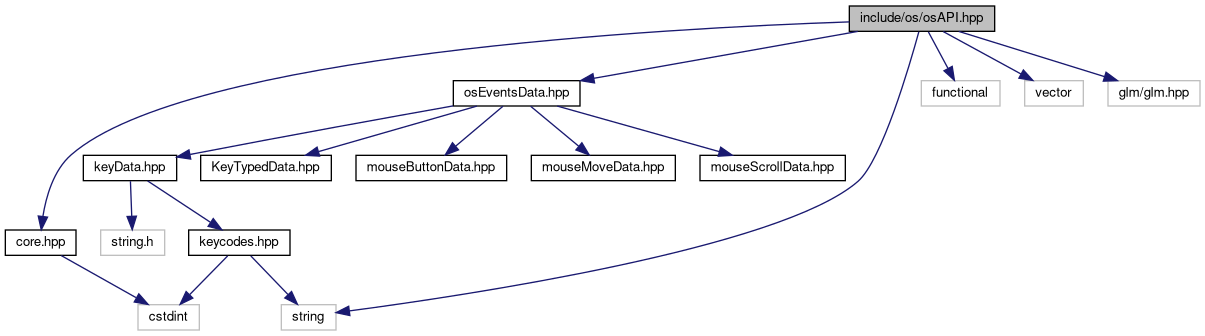 include/os/osAPI.hpp
osEventsData.hpp
functional
vector
glm/glm.hpp
keyData.hpp
KeyTypedData.hpp
mouseButtonData.hpp
mouseMoveData.hpp
mouseScrollData.hpp
core.hpp
string.h
keycodes.hpp
cstdint
string